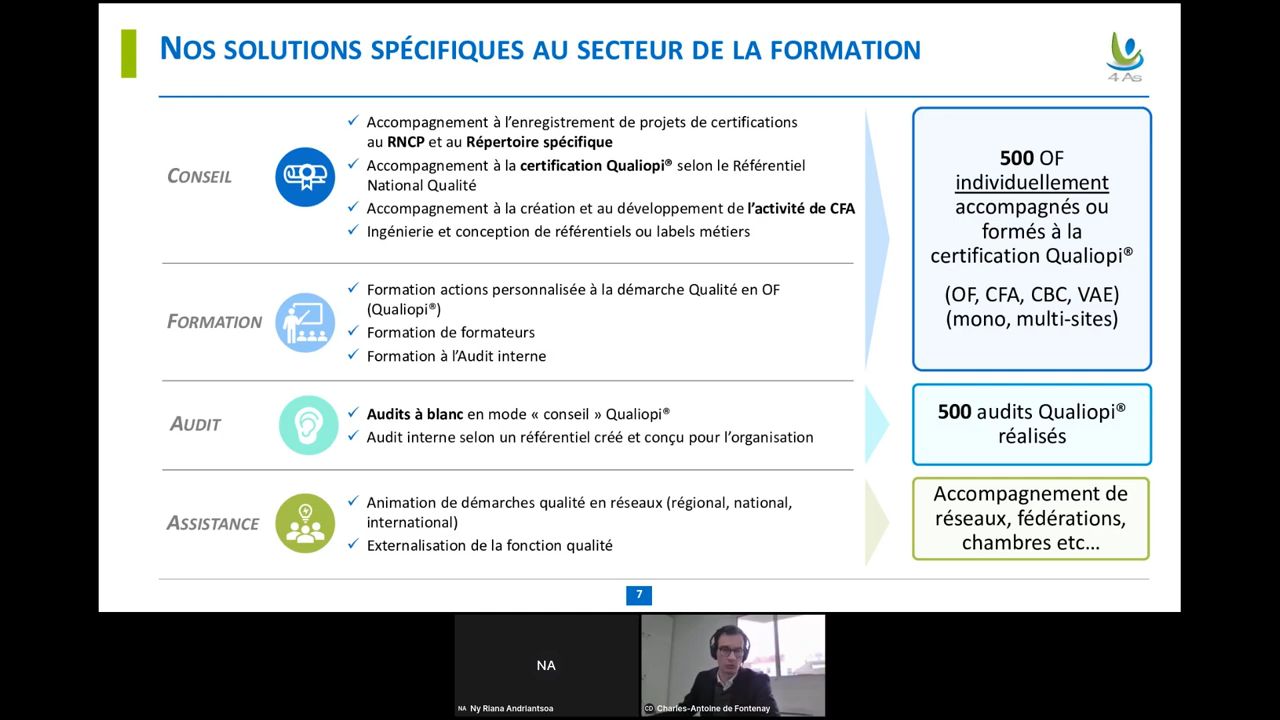 NOS SOLUTIONS SPÉCIFIQUES AU SECTEUR DE LA FORMATION
4 As
CONSEIL
Accompagnement à l’enregistrement de projets de certifications
au RNCP et au Répertoire spécifique
Accompagnement à la certification Qualiopi® selon le Référentiel
National Qualité
Accompagnement à la création et au développement de l’activité de CFA
Ingénierie et conception de référentiels ou labels métiers
500 OF
individuellement
accompagnés ou
formés à la
certification Qualiopi®
(OF, CFA, CBC, VAE)
(mono, multi-sites)
FORMATION
Formation actions personnalisée à la démarche Qualité en OF
(Qualiopi®)
Formation de formateurs
Formation à l’Audit interne
AUDIT
Audits à blanc en mode « conseil » Qualiopi®
Audit interne selon un référentiel créé et conçu pour l’organisation
500 audits Qualiopi®
réalisés
ASSISTANCE
Animation de démarches qualité en réseaux (régional, national,
international)
Externalisation de la fonction qualité
Accompagnement de
réseaux, fédérations,
chambres etc...
7
NA
NA Ny Riana Andriantsoa
CD Charles-Antoine de Fontenay